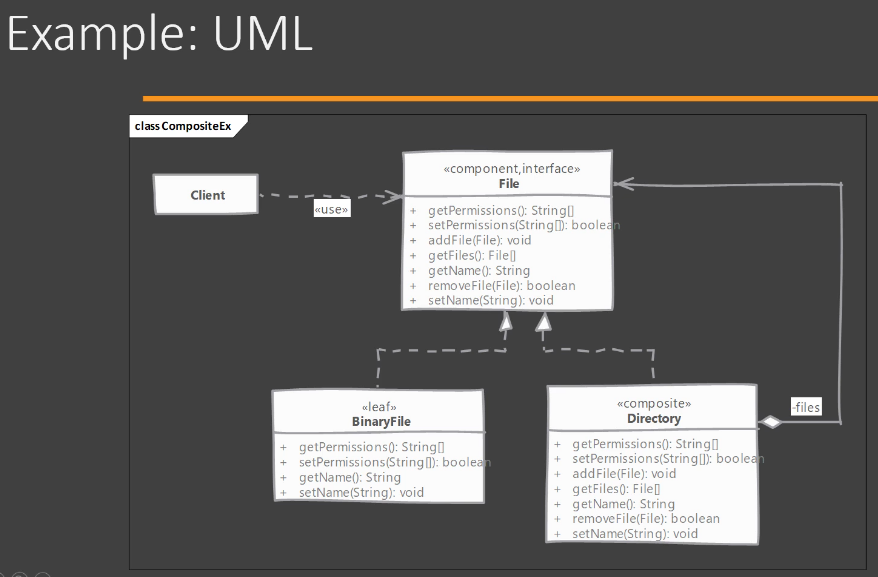 Example: UML
class CompositeEx
Client
«use»
«component,interface»
File
+ getPermissions(): String[]
+ setPermissions(String[]): boolean
+ addFile(File): void
+ getFiles(): File[]
+ getName(): String
+ removeFile(File): boolean
+ setName(String): void
«leaf»
BinaryFile
+ getPermissions(): String[]
+ setPermissions(String[]): boolean
+ getName(): String
+ setName(String): void
«composite»
Directory
+ getPermissions(): String[]
+ setPermissions(String[]): boolean
+ addFile(File): void
+ getFiles(): File[]
+ getName(): String
+ removeFile(File): boolean
+ setName(String): void
-files